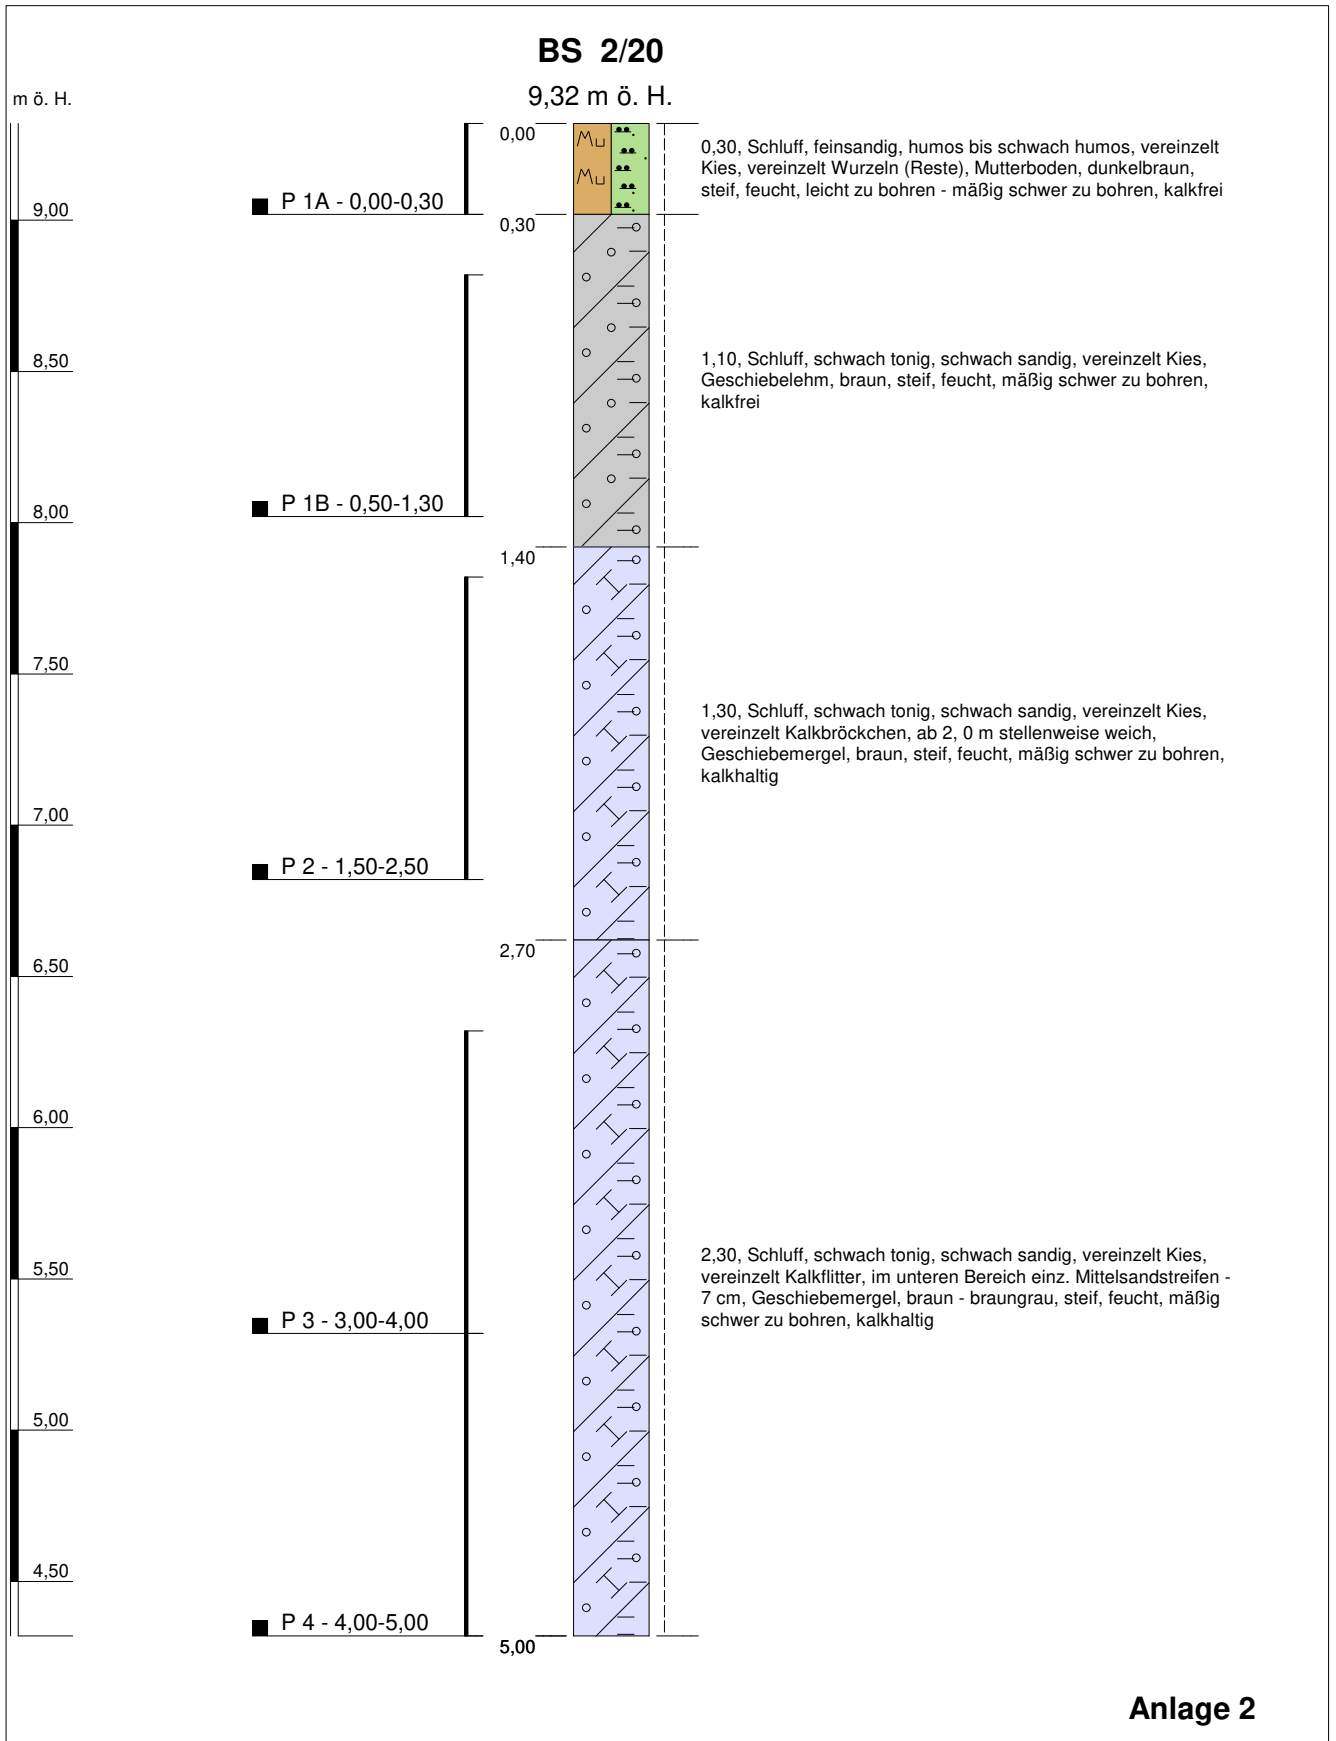 BS 2/20
9,32 m ö. H.
m ö. H.
0,00
0,30, Schluff, feinsandig, humos bis schwach humos, vereinzelt
Kies, vereinzelt Wurzeln (Reste), Mutterboden, dunkelbraun,
steif, feucht, leicht zu bohren - mäßig schwer zu bohren, kalkfrei
Mu
Mu
P 1A - 0,00-0,30
9,00
0,30
8,50
1,10, Schluff, schwach tonig, schwach sandig, vereinzelt Kies,
Geschiebelehm, braun, steif, feucht, mäßig schwer zu bohren,
kalkfrei
P 1B - 0,50-1,30
8,00
1,40
7,50
1,30, Schluff, schwach tonig, schwach sandig, vereinzelt Kies,
vereinzelt Kalkbröckchen, ab 2, 0 m stellenweise weich,
Geschiebemergel, braun, steif, feucht, mäßig schwer zu bohren,
kalkhaltig
7,00
P 2 - 1,50-2,50
2,70
6,50
6,00
5,50
2,30, Schluff, schwach tonig, schwach sandig, vereinzelt Kies,
vereinzelt Kalkflitter, im unteren Bereich einz. Mittelsandstreifen -
7 cm, Geschiebemergel, braun - braungrau, steif, feucht, mäßig
schwer zu bohren, kalkhaltig
P 3 - 3,00-4,00
5,00
4,50
P 4 - 4,00-5,00
5,00
Anlage 2